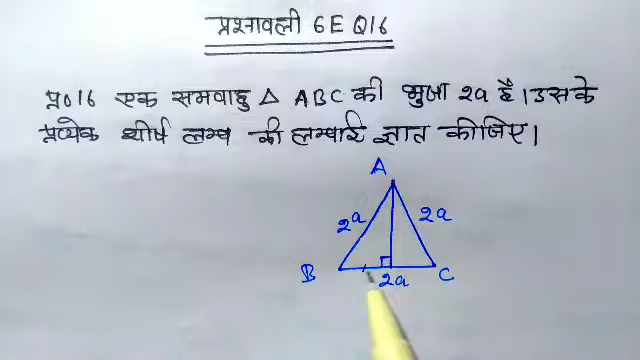 प्रश्नावली 6E Q16
प्र०16 एक समबाहु △ ABC की भुजा 2a है। उसके
प्रत्येक शीर्ष लम्ब की लम्बाई ज्ञात कीजिए।
A
2a 2a
B C
2a